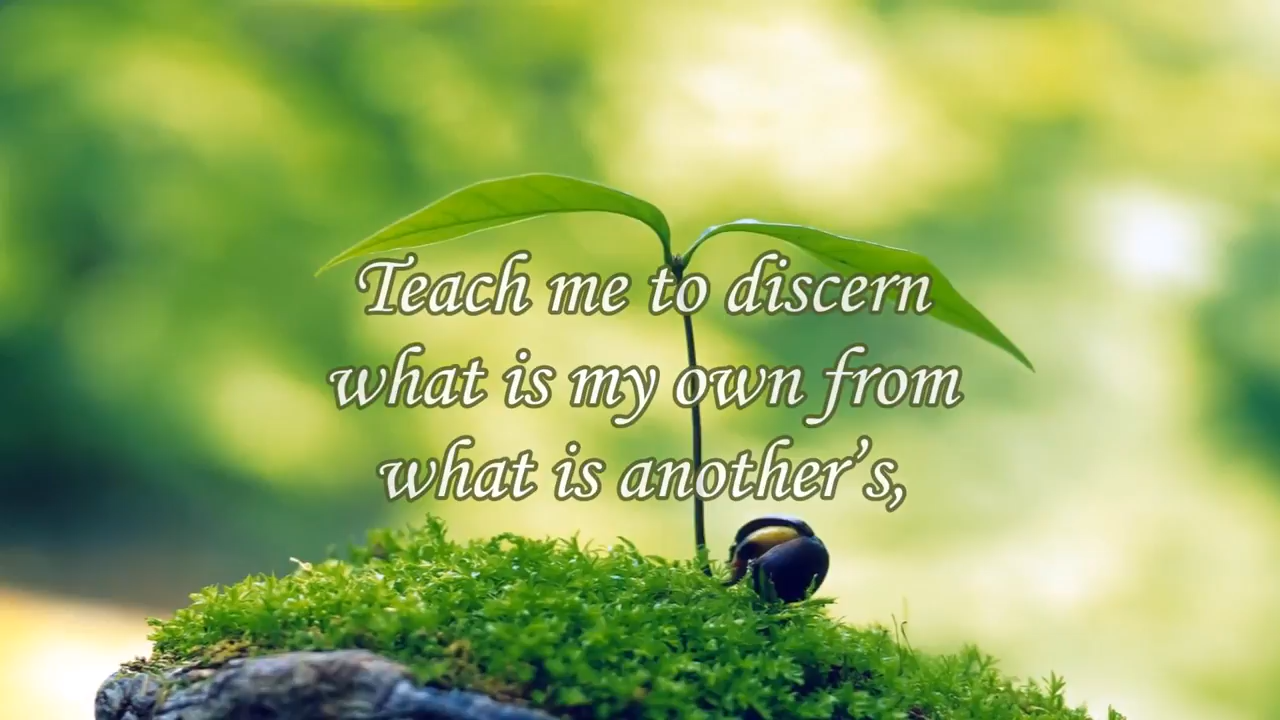 Teach me to discern
what is my own from
what is another’s,